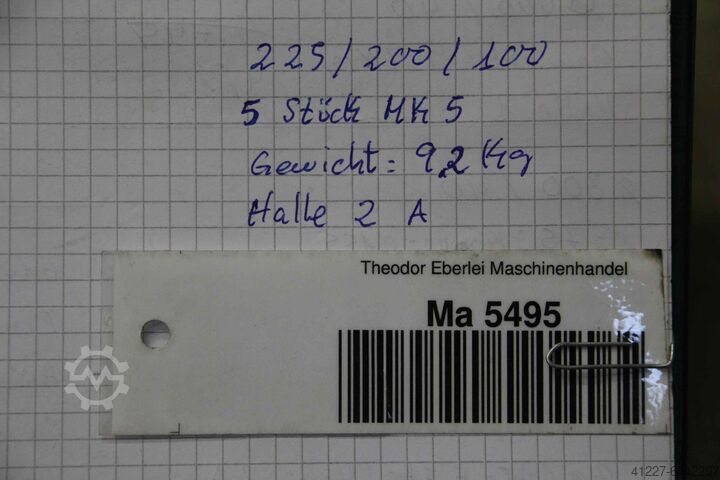 225/200/100
5 Stück MK 5
Gewicht: 9,2 Kg
Halle 2 A
Theodor Eberlei Maschinenhandel
Ma 5495